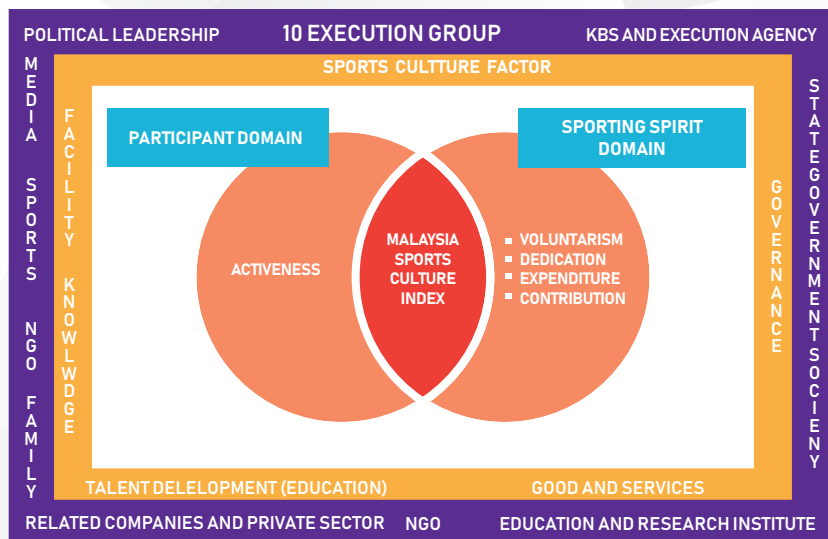 POLITICAL LEADERSHIP
10 EXECUTION GROUP
KBS AND EXECUTION AGENCY
SPORTS CULTTURE FACTOR
MEDIA SPORTS NGO FAMILY
FACILITY KNOWLWDGE
PARTICIPANT DOMAIN
SPORTING SPIRIT
DOMAIN
ACTIVENESS
MALAYSIA
SPORTS
CULTURE
INDEX
▪ VOLUNTARISM
▪ DEDICATION
▪ EXPENDITURE
▪ CONTRIBUTION
GOVERNANCE
STATEGOVERNMENTSOCIENY
TALENT DELELOPMENT (EDUCATION)
GOOD AND SERVICES
RELATED COMPANIES AND PRIVATE SECTOR
NGO
EDUCATION AND RESEARCH INSTITUTE